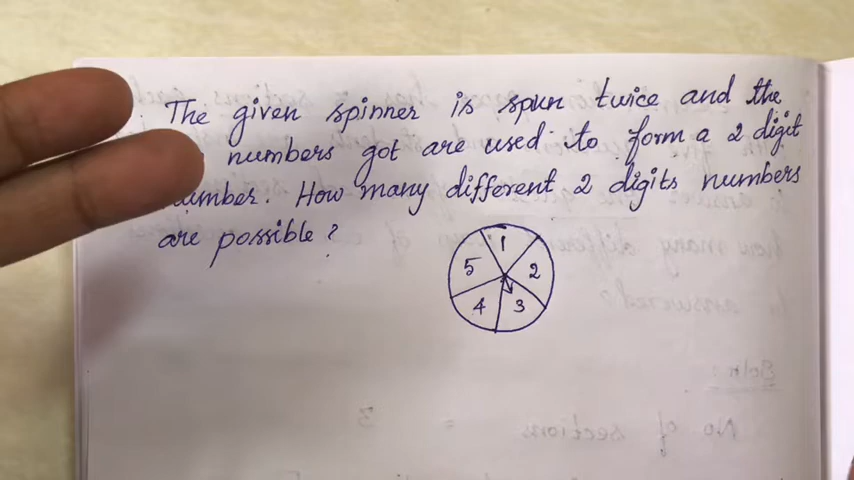 The given spinner is spun twice and the
numbers got are used to form a 2 digit
number. How many different 2 digits numbers
are possible?
1
5 2
4 3